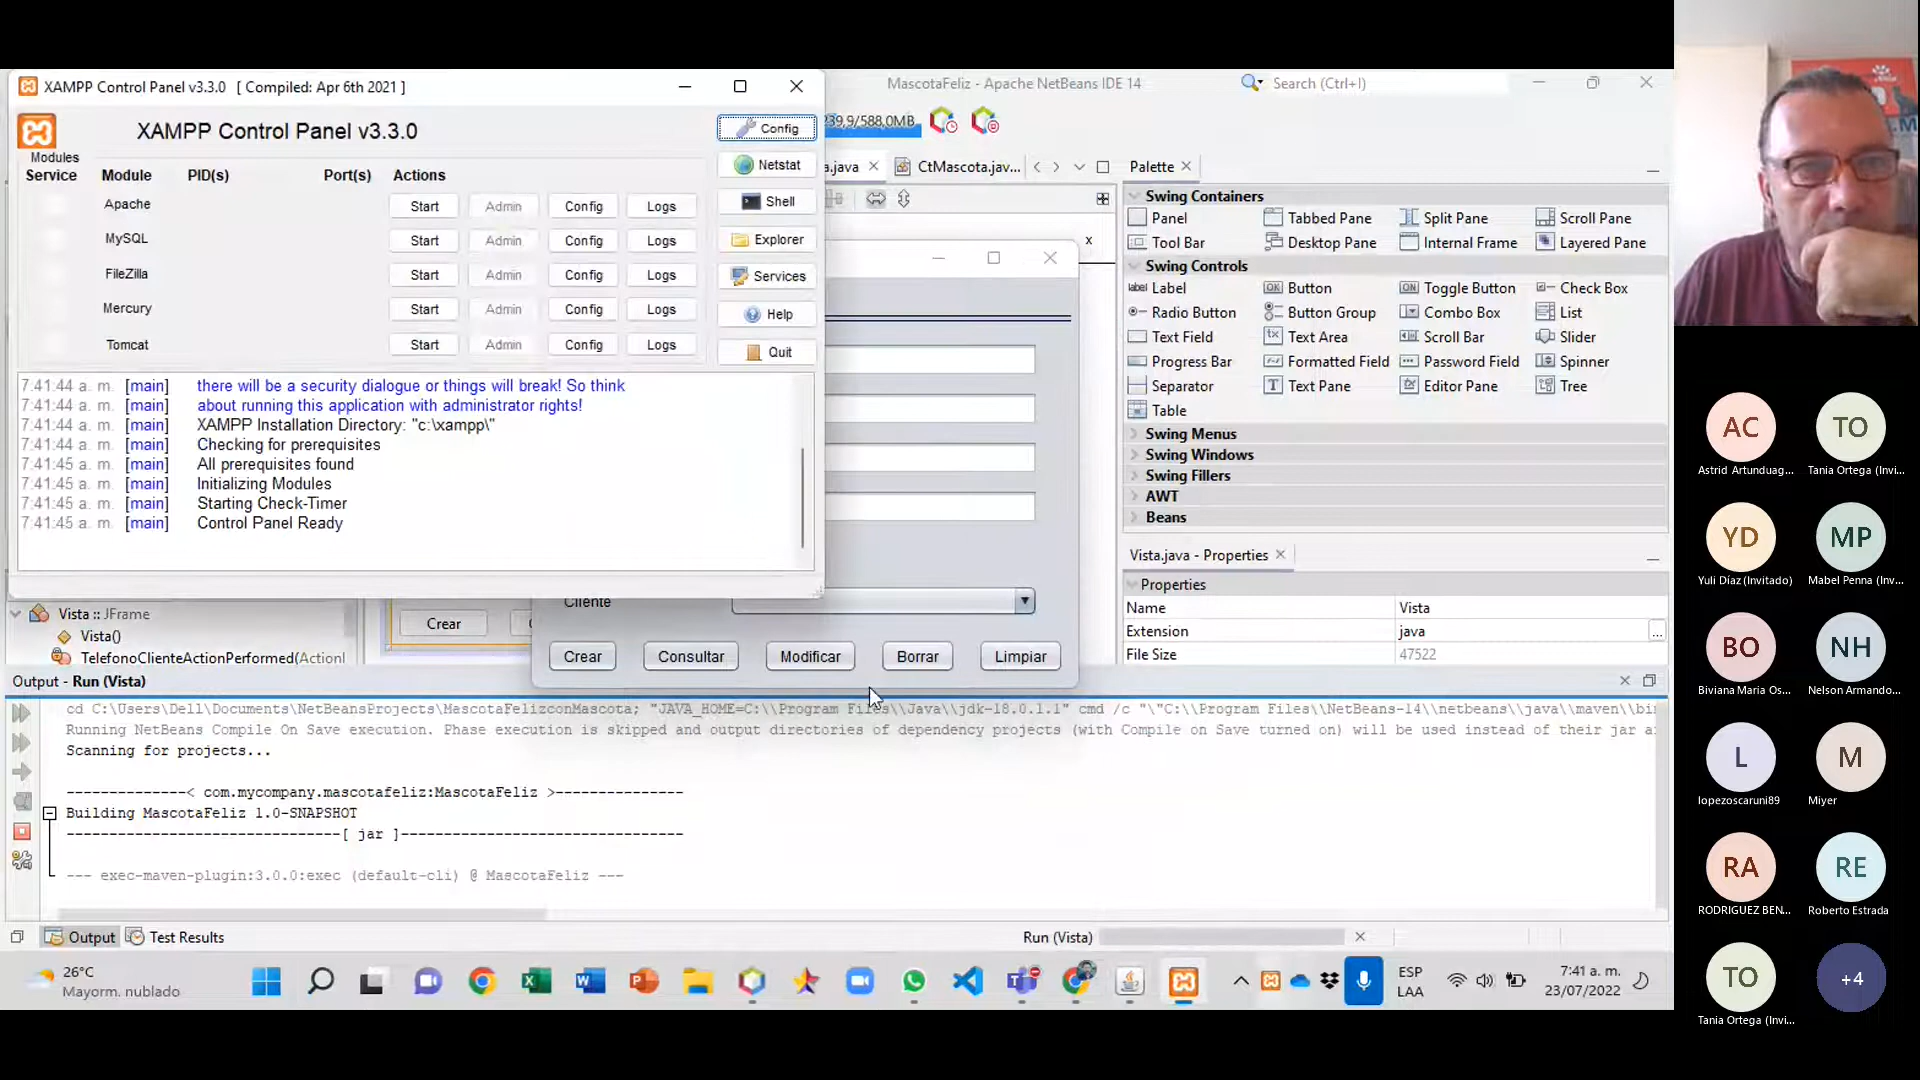 XAMPP Control Panel v3.3.0 [ Compiled: Apr 6th 2021 ]
XAMPP Control Panel v3.3.0
Config
Netstat
Shell
Explorer
Services
Help
Quit
Modules
Service Module PID(s) Port(s) Actions
Apache Start Admin Config Logs
MySQL Start Admin Config Logs
FileZilla Start Admin Config Logs
Mercury Start Admin Config Logs
Tomcat Start Admin Config Logs
7:41:44 a. m. [main] there will be a security dialogue or things will break! So think
7:41:44 a. m. [main] about running this application with administrator rights!
7:41:44 a. m. [main] XAMPP Installation Directory: "c:\xampp\"
7:41:44 a. m. [main] Checking for prerequisites
7:41:45 a. m. [main] All prerequisites found
7:41:45 a. m. [main] Initializing Modules
7:41:45 a. m. [main] Starting Check-Timer
7:41:45 a. m. [main] Control Panel Ready
MascotaFeliz - Apache NetBeans IDE 14
Search (Ctrl+I)
239,9/588,0MB
a.java
CtMascota.jav...
x
Cliente
Crear Consultar Modificar Borrar Limpiar
Palette
Swing Containers
Panel Tabbed Pane Split Pane Scroll Pane
Tool Bar Desktop Pane Internal Frame Layered Pane
Swing Controls
label Label OK Button ON Toggle Button Check Box
Radio Button Button Group Combo Box List
Text Field Text Area Scroll Bar Slider
Progress Bar Formatted Field Password Field Spinner
Separator Text Pane Editor Pane Tree
Table
Swing Menus
Swing Windows
Swing Fillers
AWT
Beans
Vista.java - Properties
Properties
Name Vista
Extension java ...
File Size 47522
Vista :: JFrame
Vista()
TelefonoClienteActionPerformed(ActionI
Crear
Output - Run (Vista)
cd C:\Users\Dell\Documents\NetBeansProjects\MascotaFelizconMascota; "JAVA_HOME=C:\\Program Files\\Java\\jdk-18.0.1.1" cmd /c "\"C:\\Program Files\\NetBeans-14\\netbeans\\java\\maven\\bin
Running NetBeans Compile On Save execution. Phase execution is skipped and output directories of dependency projects (with Compile on Save turned on) will be used instead of their jar a
Scanning for projects...
--------------< com.mycompany.mascotafeliz:MascotaFeliz >---------------
Building MascotaFeliz 1.0-SNAPSHOT
--------------------------------[ jar ]---------------------------------
--- exec-maven-plugin:3.0.0:exec (default-cli) @ MascotaFeliz ---
Output Test Results
Run (Vista)
26°C
Mayorm. nublado
ESP
LAA
7:41 a. m.
23/07/2022
AC TO
Astrid Artunduag... Tania Ortega (Invi...
YD MP
Yuli Díaz (Invitado) Mabel Penna (Inv...
BO NH
Biviana Maria Os... Nelson Armando...
L M
lopezoscaruni89 Miyer
RA RE
RODRIGUEZ BEN... Roberto Estrada
TO +4
Tania Ortega (Invi...